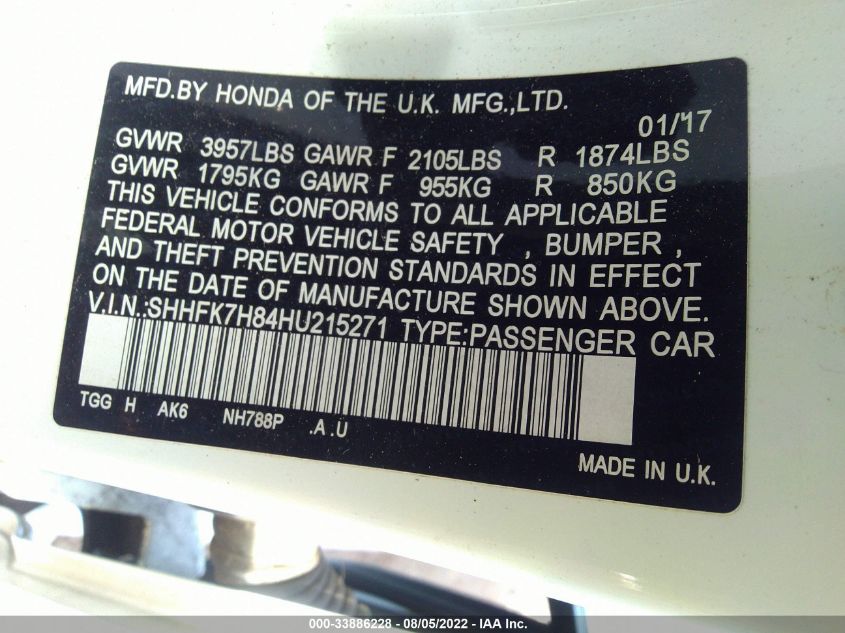 MFD.BY HONDA OF THE U.K. MFG.,LTD.
01/'17
GVWR 3957LBS GAWR F 2105LBS R 1874LBS
GVWR 1795KG GAWR F 955KG R 850KG
THIS VEHICLE CONFORMS TO ALL APPLICABLE
FEDERAL MOTOR VEHICLE SAFETY , BUMPER ,
AND THEFT PREVENTION STANDARDS IN EFFECT
ON THE DATE OF MANUFACTURE SHOWN ABOVE.
V.I.N.:SHHFK7H84HU215271 TYPE:PASSENGER CAR
TGG H AK6 NH788P .A.U
MADE IN U.K.
000-33886228 - 08/05/2022 - IAA Inc.